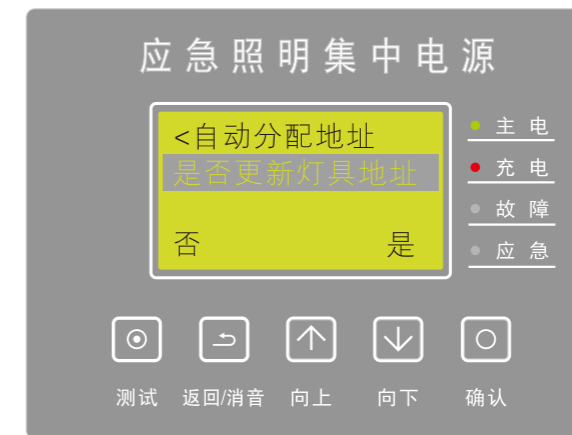 应急照明集中电源
<自动分配地址
是否更新灯具地址
否 是
主电
充电
故障
应急
测试 返回/消音 向上 向下 确认